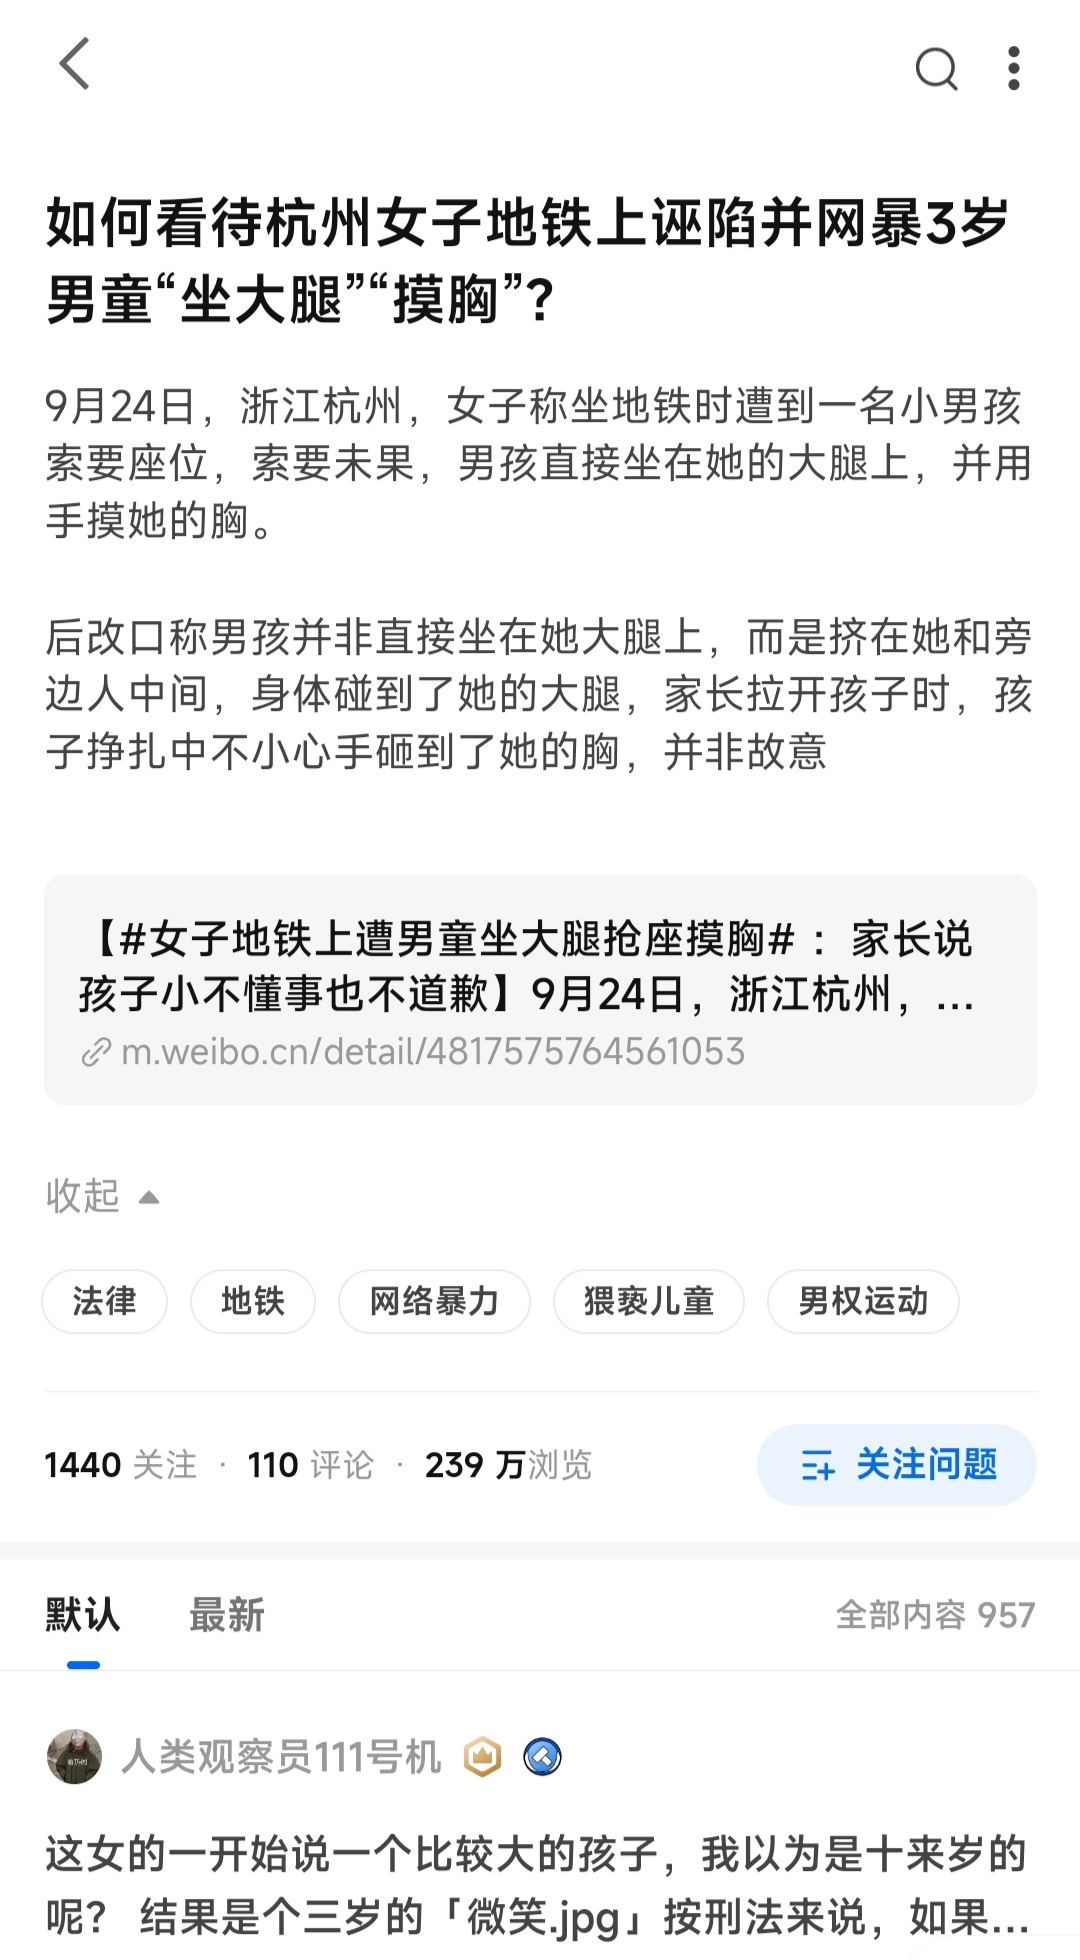 如何看待杭州女子地铁上诬陷并网暴3岁
男童“坐大腿”“摸胸”？
9月24日，浙江杭州，女子称坐地铁时遭到一名小男孩
索要座位，索要未果，男孩直接坐在她的大腿上，并用
手摸她的胸。
后改口称男孩并非直接坐在她大腿上，而是挤在她和旁
边人中间，身体碰到了她的大腿，家长拉开孩子时，孩
子挣扎中不小心手砸到了她的胸，并非故意
【#女子地铁上遭男童坐大腿抢座摸胸#：家长说
孩子小不懂事也不道歉】9月24日，浙江杭州，...
m.weibo.cn/detail/4817575764561053
收起
法律 地铁 网络暴力 猥亵儿童 男权运动
1440 关注 · 110 评论 · 239 万浏览 关注问题
默认 最新 全部内容 957
人类观察员111号机
这女的一开始说一个比较大的孩子，我以为是十来岁的
呢？ 结果是个三岁的「微笑.jpg」按刑法来说，如果...